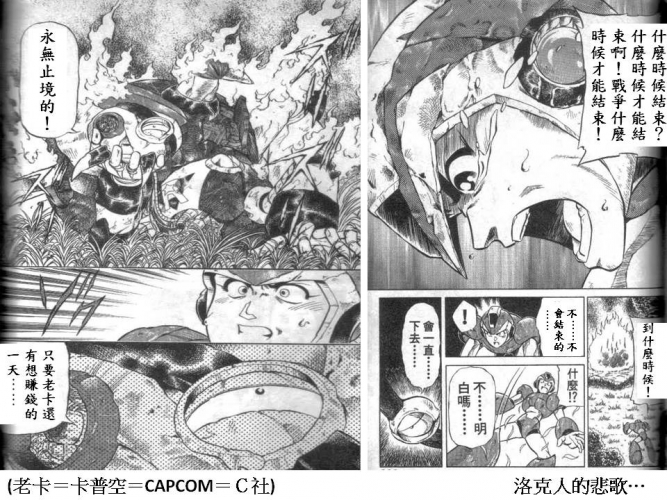 什麼時候結束？
什麼時候才能結
束啊！戰爭什麼
時候才能結束！
到什麼時候！
不……不
會結束的
……
！
什麼!?
不……明
白嗎……
會一直…
下去……
永無止境的！
只要老卡還
有想賺錢的
一天……
(老卡＝卡普空＝CAPCOM＝Ｃ社)
洛克人的悲歌…